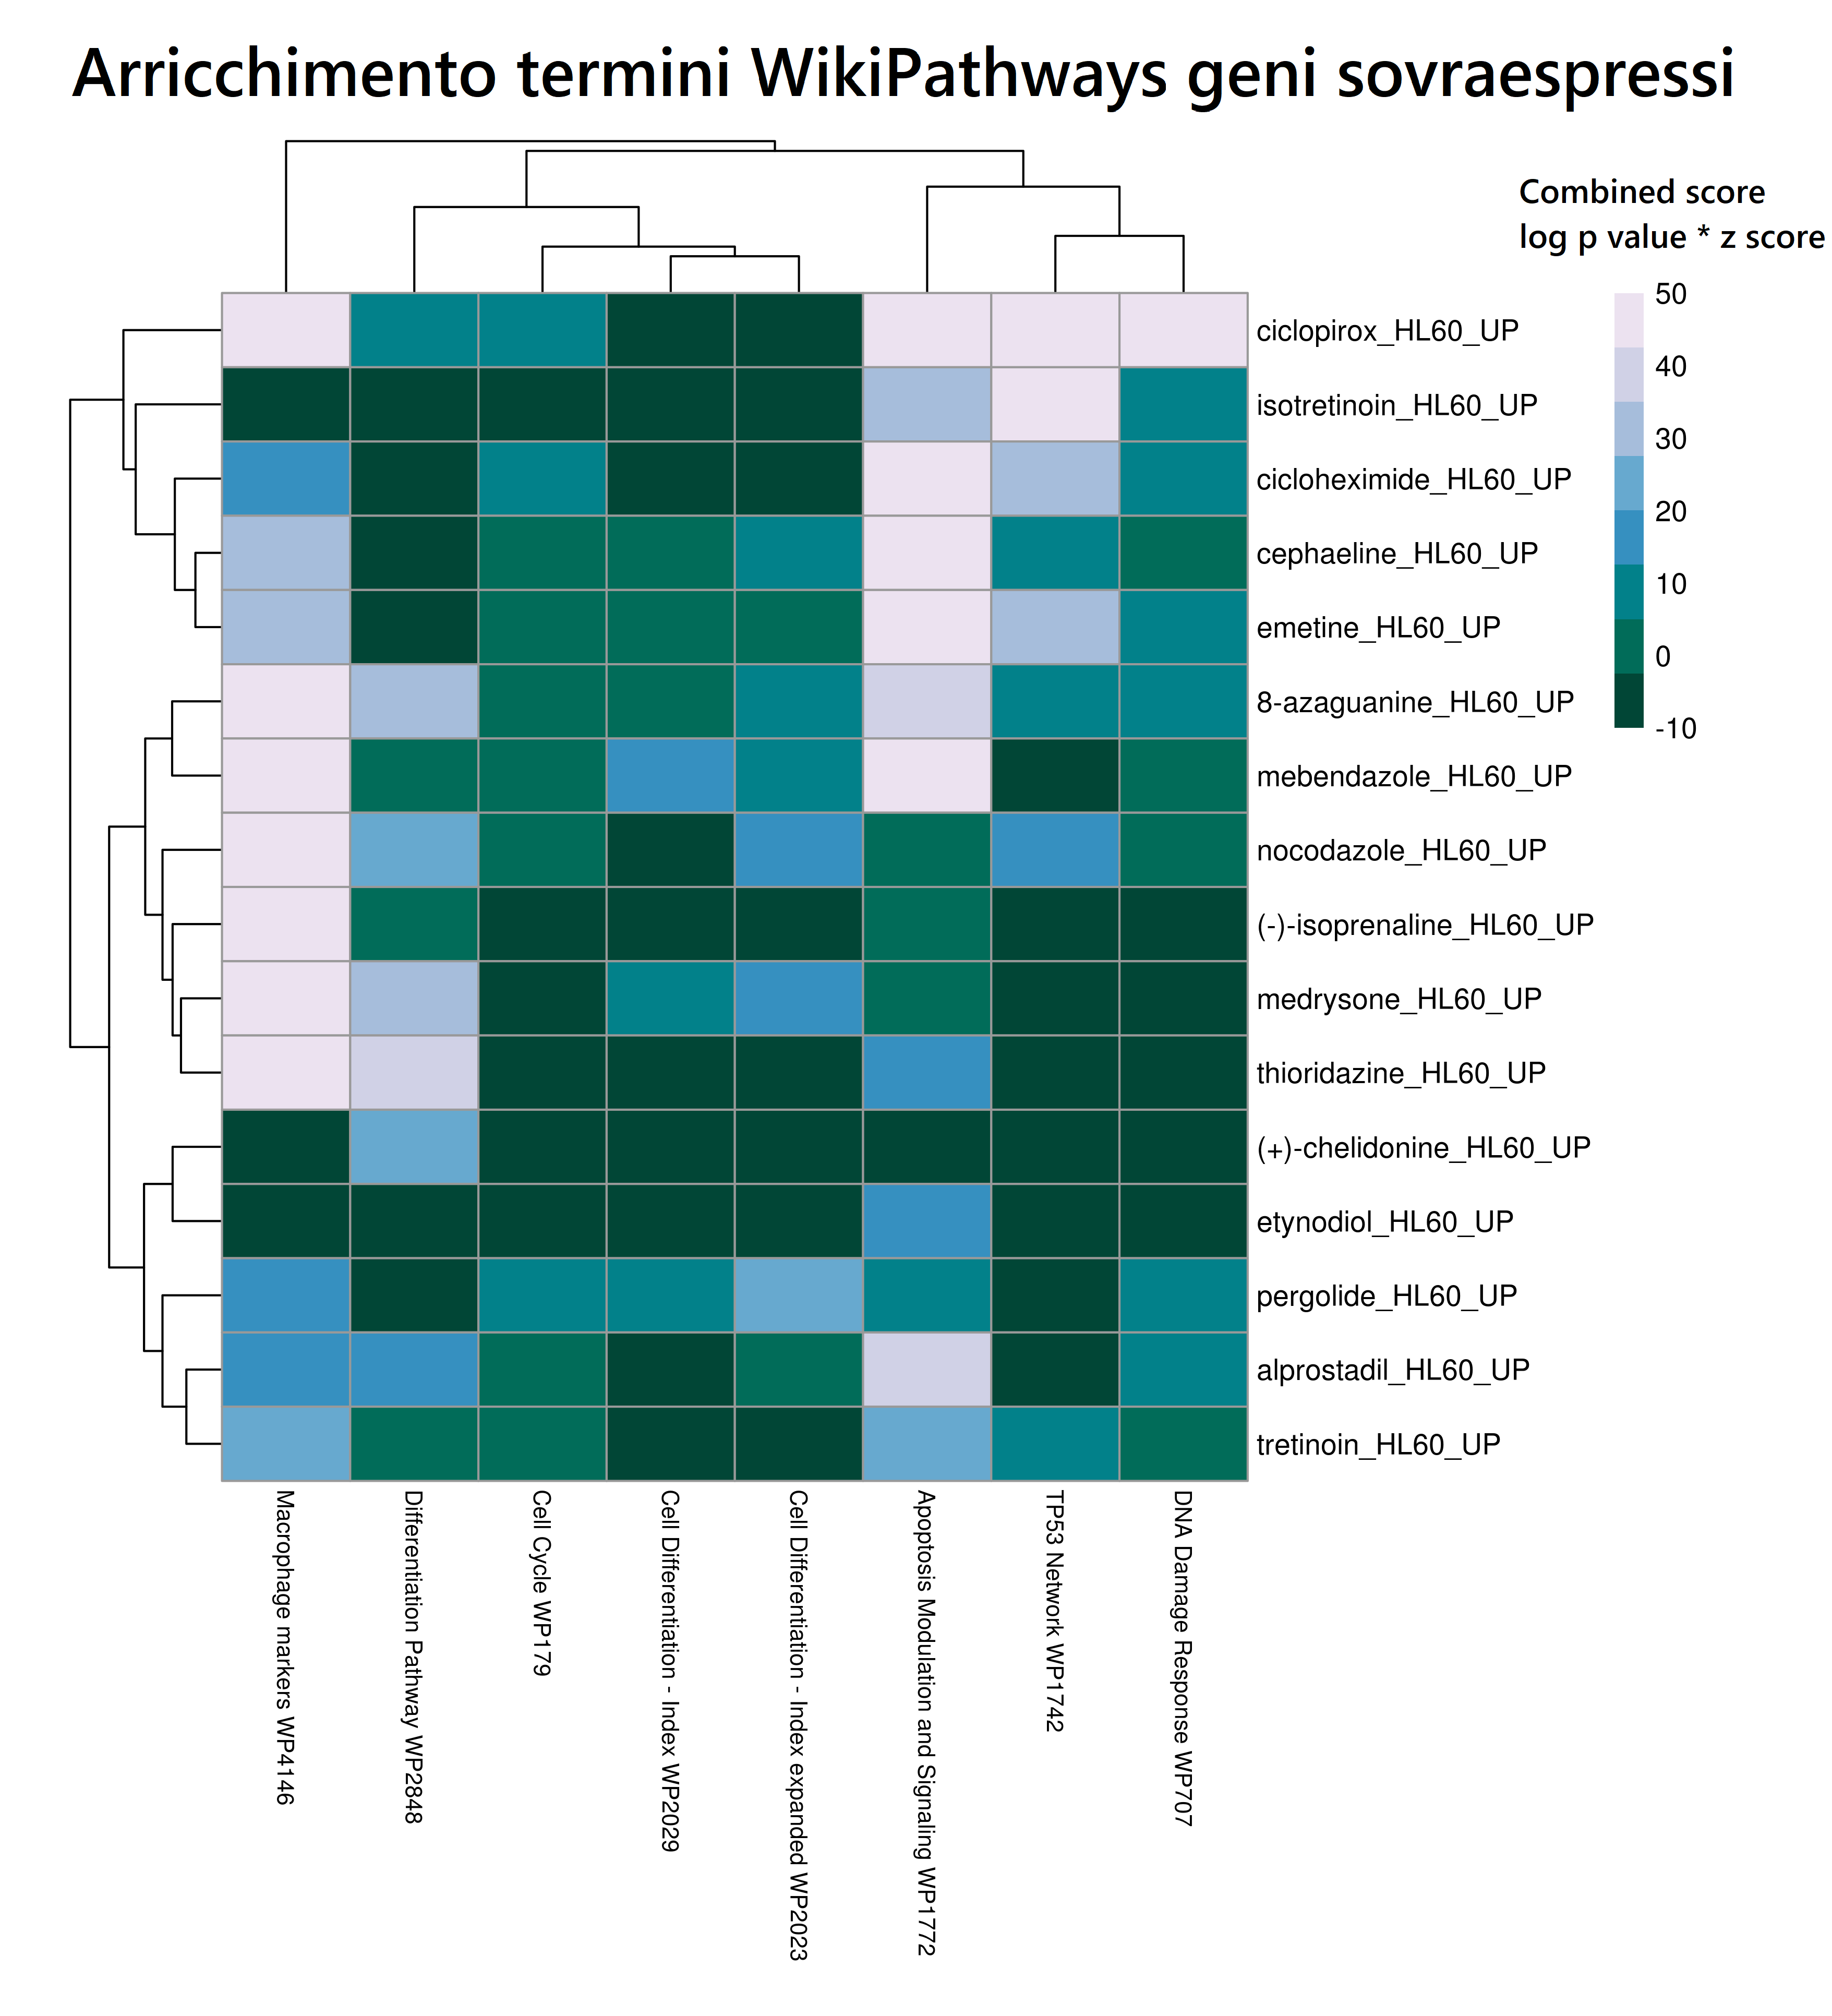 Arricchimento termini WikiPathways geni sovraespressi
Combined score
log p value * z score
50
40
30
20
10
0
-10
ciclopirox_HL60_UP
isotretinoin_HL60_UP
cicloheximide_HL60_UP
cephaeline_HL60_UP
emetine_HL60_UP
8-azaguanine_HL60_UP
mebendazole_HL60_UP
nocodazole_HL60_UP
(-)-isoprenaline_HL60_UP
medrysone_HL60_UP
thioridazine_HL60_UP
(+)-chelidonine_HL60_UP
etynodiol_HL60_UP
pergolide_HL60_UP
alprostadil_HL60_UP
tretinoin_HL60_UP
Macrophage markers WP4146
Differentiation Pathway WP2848
Cell Cycle WP179
Cell Differentiation - Index WP2029
Cell Differentiation - Index expanded WP2023
Apoptosis Modulation and Signaling WP1772
TP53 Network WP1742
DNA Damage Response WP707